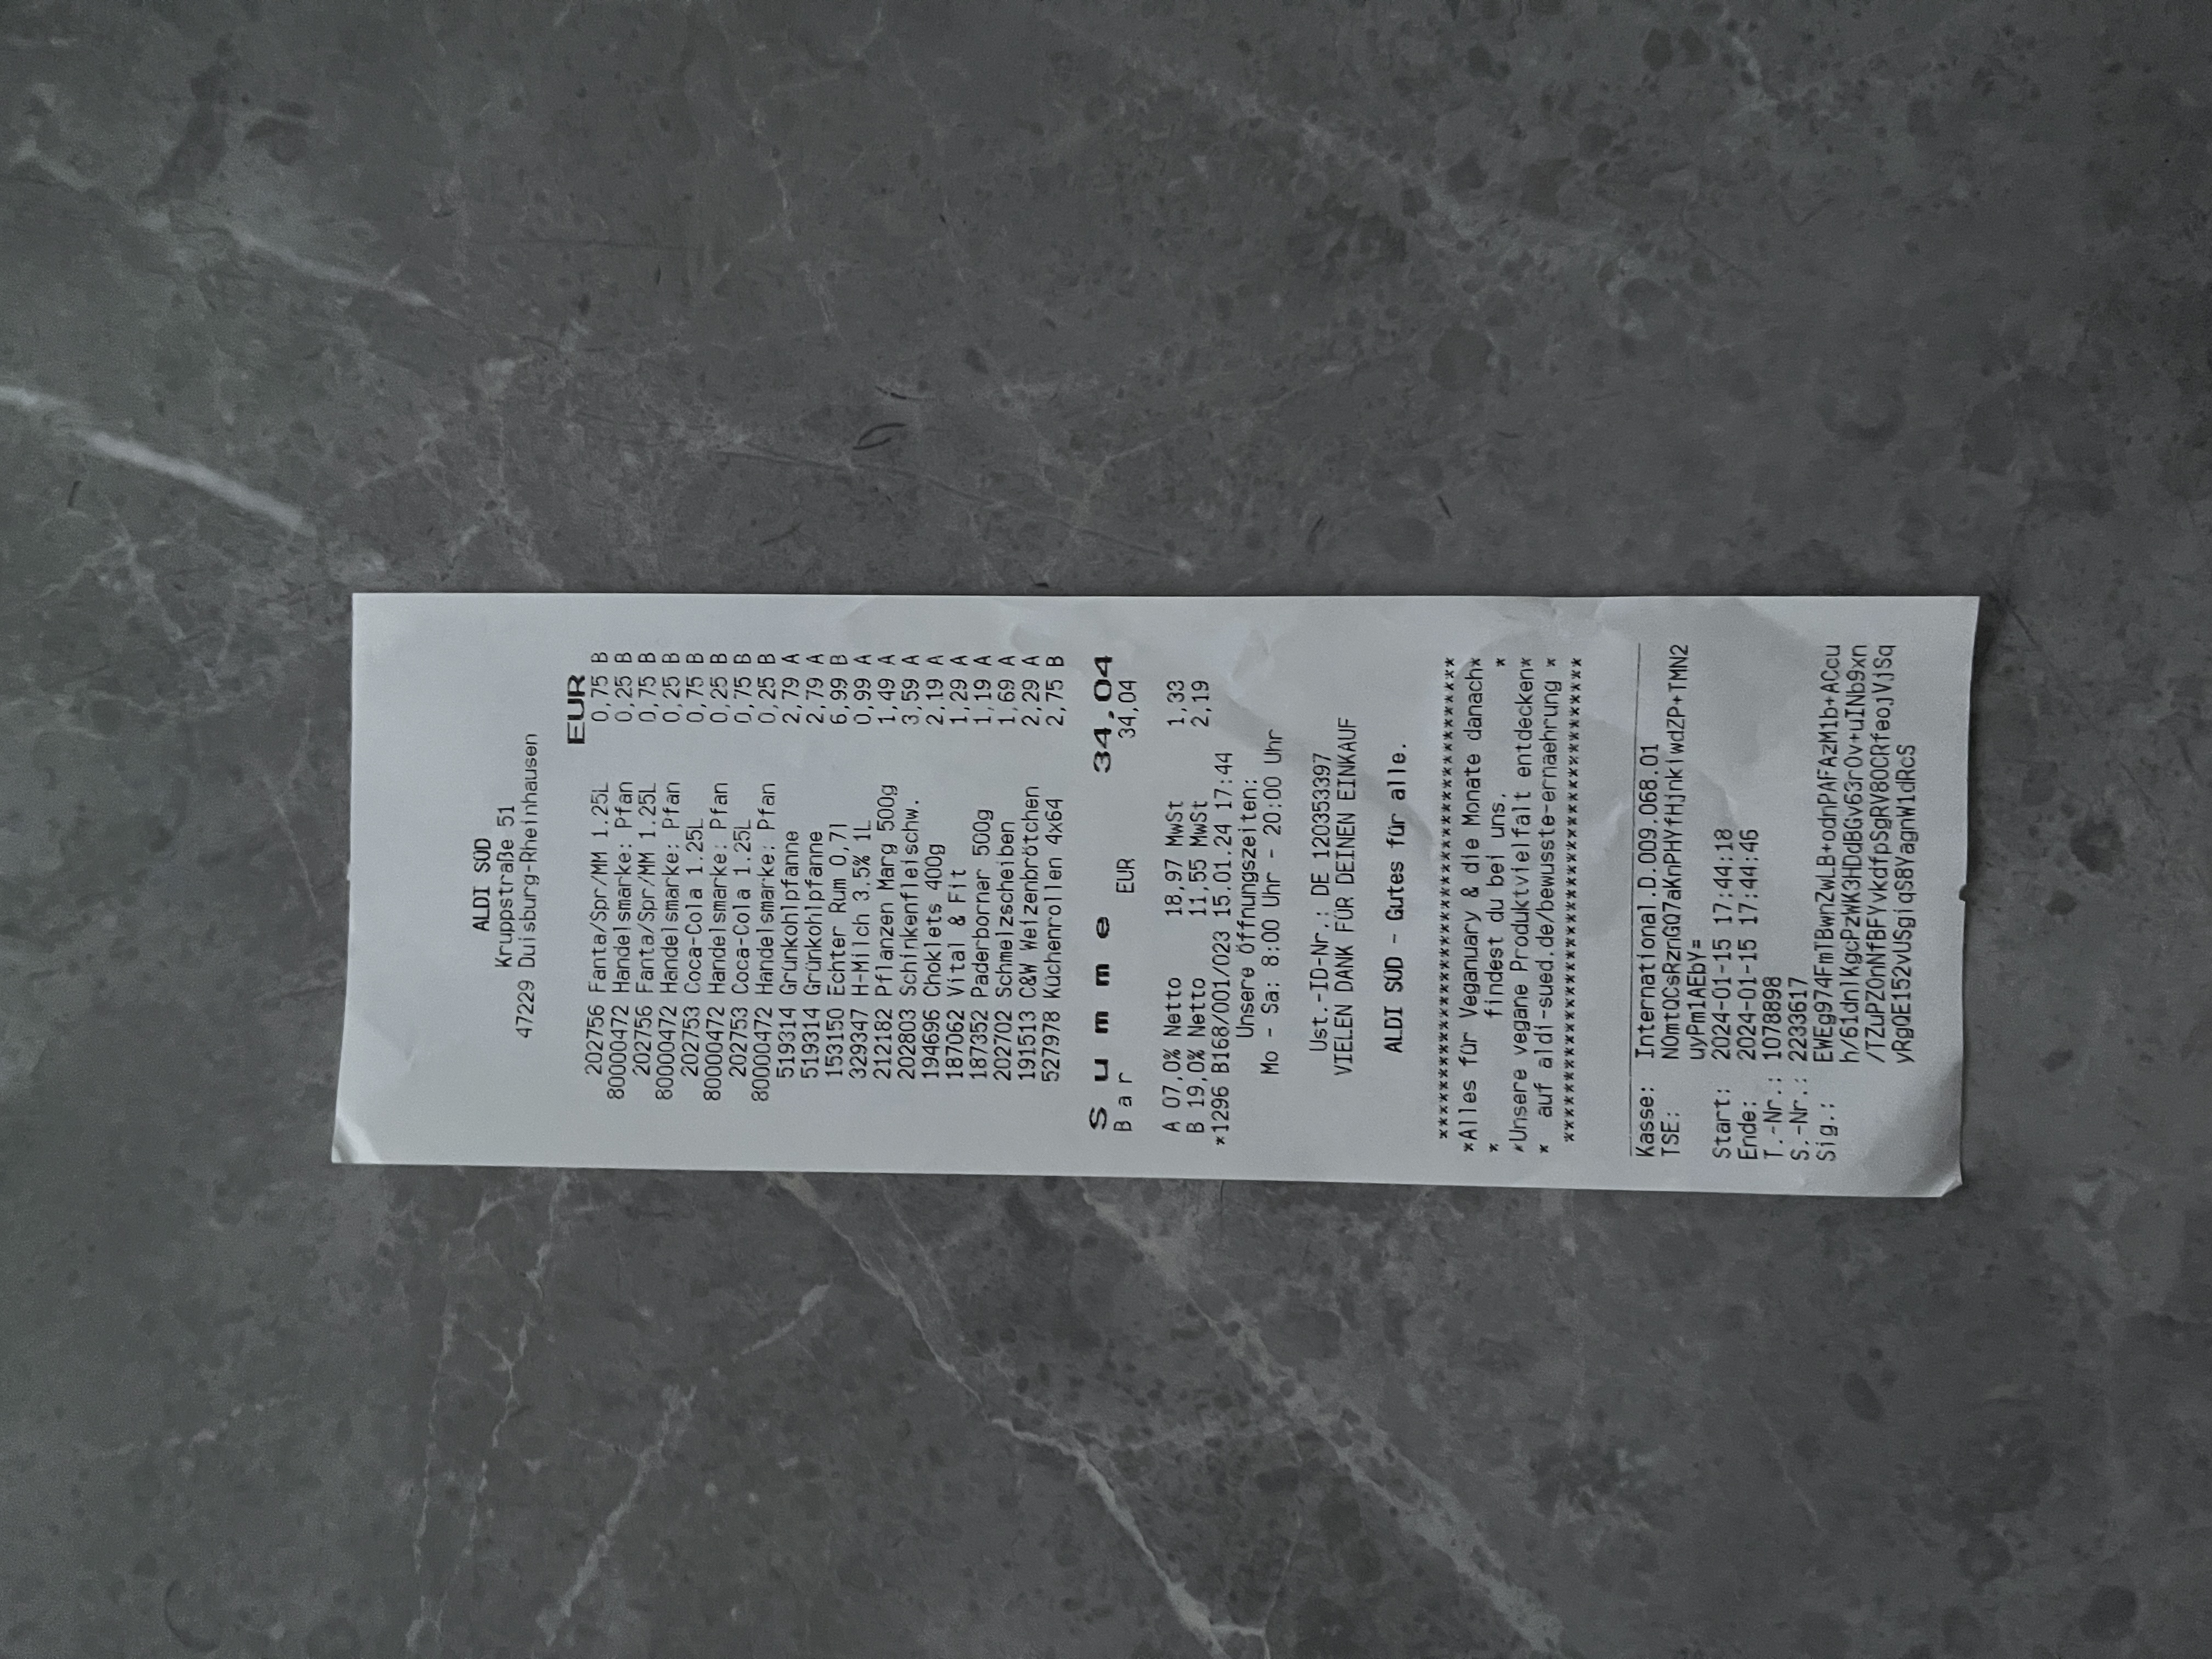 ALDI SÜD
Kruppstraße 51
47229 Duisburg-Rheinhausen
EUR
202756 Fanta/Spr/MM 1.25L 0,75 B
80000472 Handelsmarke: Pfan 0,25 B
202756 Fanta/Spr/MM 1.25L 0,75 B
80000472 Handelsmarke: Pfan 0,25 B
202753 Coca-Cola 1.25L 0,75 B
80000472 Handelsmarke: Pfan 0,25 B
202753 Coca-Cola 1.25L 0,75 B
80000472 Handelsmarke: Pfan 0,25 B
519314 Grünkohlpfanne 2,79 A
519314 Grünkohlpfanne 2,79 A
153150 Echter Rum 0,7l 6,99 B
329347 H-Milch 3.5% 1L 0,99 A
212182 Pflanzen Marg 500g 1,49 A
202803 Schinkenfleischw. 3,59 A
194696 Choklets 400g 2,19 A
187062 Vital & Fit 1,29 A
187352 Paderborner 500g 1,19 A
202702 Schmelzscheiben 1,69 A
191513 C&W Weizenbrötchen 2,29 A
527978 Küchenrollen 4x64 2,75 B
Summe 34,04
Bar EUR 34,04
A 07,0% Netto 18,97 MwSt 1,33
B 19,0% Netto 11,55 MwSt 2,19
*1296 B168/001/023 15.01.24 17:44
Unsere Öffnungszeiten:
Mo - Sa: 8:00 Uhr - 20:00 Uhr
Ust.-ID-Nr.: DE 120353397
VIELEN DANK FÜR DEINEN EINKAUF
ALDI SÜD - Gutes für alle.
****************************************
*Alles für Veganuary & die Monate danach*
* findest du bei uns. *
*Unsere vegane Produktvielfalt entdecken*
* auf aldi-sued.de/bewusste-ernaehrung *
****************************************
Kasse: International.D.009.068.01
TSE: NOmtQCsRznGQ7aKnPHYfHjnkiwdZP+TMN2
uyPm1AEbY=
Start: 2024-01-15 17:44:18
Ende: 2024-01-15 17:44:46
T.-Nr.: 1078898
S.-Nr.: 2233617
Sig.: EWEg974FmTBwnZwLB+odnPAFAzM1b+ACcu
h/61dnlKgcPzWK3HDdBGv63rOv+uINb9xn
/TZuPZOnNfBFYvkdfpSgRV80CRfeojVjSq
yRgQE152vUSgiqS8YagnW1dRcS